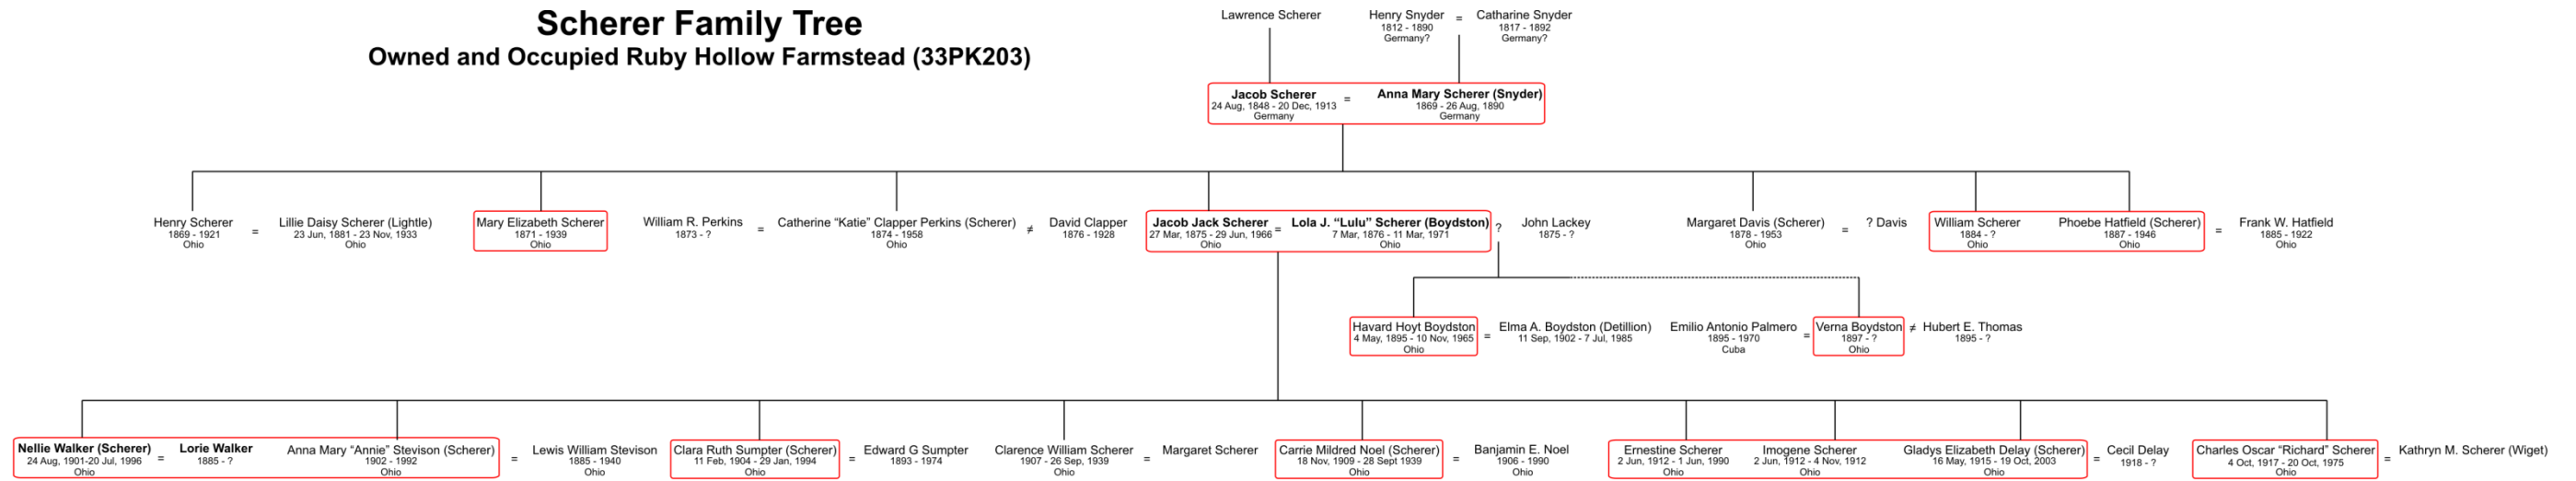 Scherer Family Tree
Owned and Occupied Ruby Hollow Farmstead (33PK203)
Lawrence Scherer
Henry Snyder
1812 - 1890
Germany?
=
Catharine Snyder
1817 - 1892
Germany?
Jacob Scherer
24 Aug, 1848 - 20 Dec, 1913
Germany
=
Anna Mary Scherer (Snyder)
1869 - 26 Aug, 1890
Germany
Henry Scherer
1869 - 1921
Ohio
=
Lillie Daisy Scherer (Lightle)
23 Jun, 1881 - 23 Nov, 1933
Ohio
Mary Elizabeth Scherer
1871 - 1939
Ohio
William R. Perkins
1873 - ?
=
Catherine “Katie” Clapper Perkins (Scherer)
1874 - 1958
Ohio
≠
David Clapper
1876 - 1928
Jacob Jack Scherer
27 Mar, 1875 - 29 Jun, 1966
Ohio
=
Lola J. “Lulu” Scherer (Boydston)
7 Mar, 1876 - 11 Mar, 1971
Ohio
?
John Lackey
1875 - ?
Margaret Davis (Scherer)
1878 - 1953
Ohio
=
? Davis
William Scherer
1884 - ?
Ohio
Phoebe Hatfield (Scherer)
1887 - 1946
Ohio
=
Frank W. Hatfield
1885 - 1922
Ohio
Havard Hoyt Boydston
4 May, 1895 - 10 Nov, 1965
Ohio
=
Elma A. Boydston (Detillion)
11 Sep, 1902 - 7 Jul, 1985
Emilio Antonio Palmero
1895 - 1970
Cuba
=
Verna Boydston
1897 - ?
Ohio
≠
Hubert E. Thomas
1895 - ?
Nellie Walker (Scherer)
24 Aug, 1901-20 Jul, 1996
Ohio
=
Lorie Walker
1885 - ?
Anna Mary “Annie” Stevison (Scherer)
1902 - 1992
Ohio
=
Lewis William Stevison
1885 - 1940
Ohio
Clara Ruth Sumpter (Scherer)
11 Feb, 1904 - 29 Jan, 1994
Ohio
=
Edward G Sumpter
1893 - 1974
Clarence William Scherer
1907 - 26 Sep, 1939
Ohio
=
Margaret Scherer
Carrie Mildred Noel (Scherer)
18 Nov, 1909 - 28 Sept 1939
Ohio
=
Banjamin E. Noel
1906 - 1990
Ohio
Ernestine Scherer
2 Jun, 1912 - 1 Jun, 1990
Ohio
Imogene Scherer
2 Jun, 1912 - 4 Nov, 1912
Ohio
Gladys Elizabeth Delay (Scherer)
16 May, 1915 - 19 Oct, 2003
Ohio
=
Cecil Delay
1918 - ?
Charles Oscar “Richard” Scherer
4 Oct, 1917 - 20 Oct, 1975
Ohio
=
Kathryn M. Scherer (Wiget)